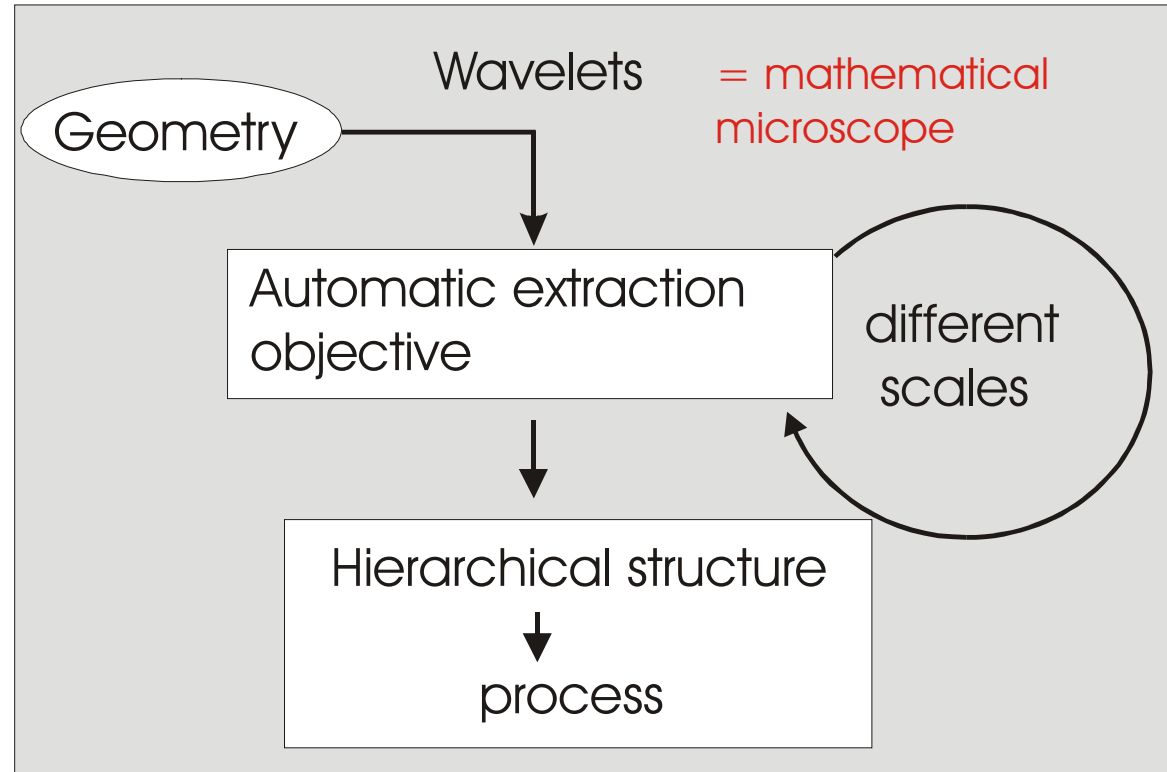 Wavelets = mathematical
microscope
Geometry
Automatic extraction
objective
different
scales
Hierarchical structure
process